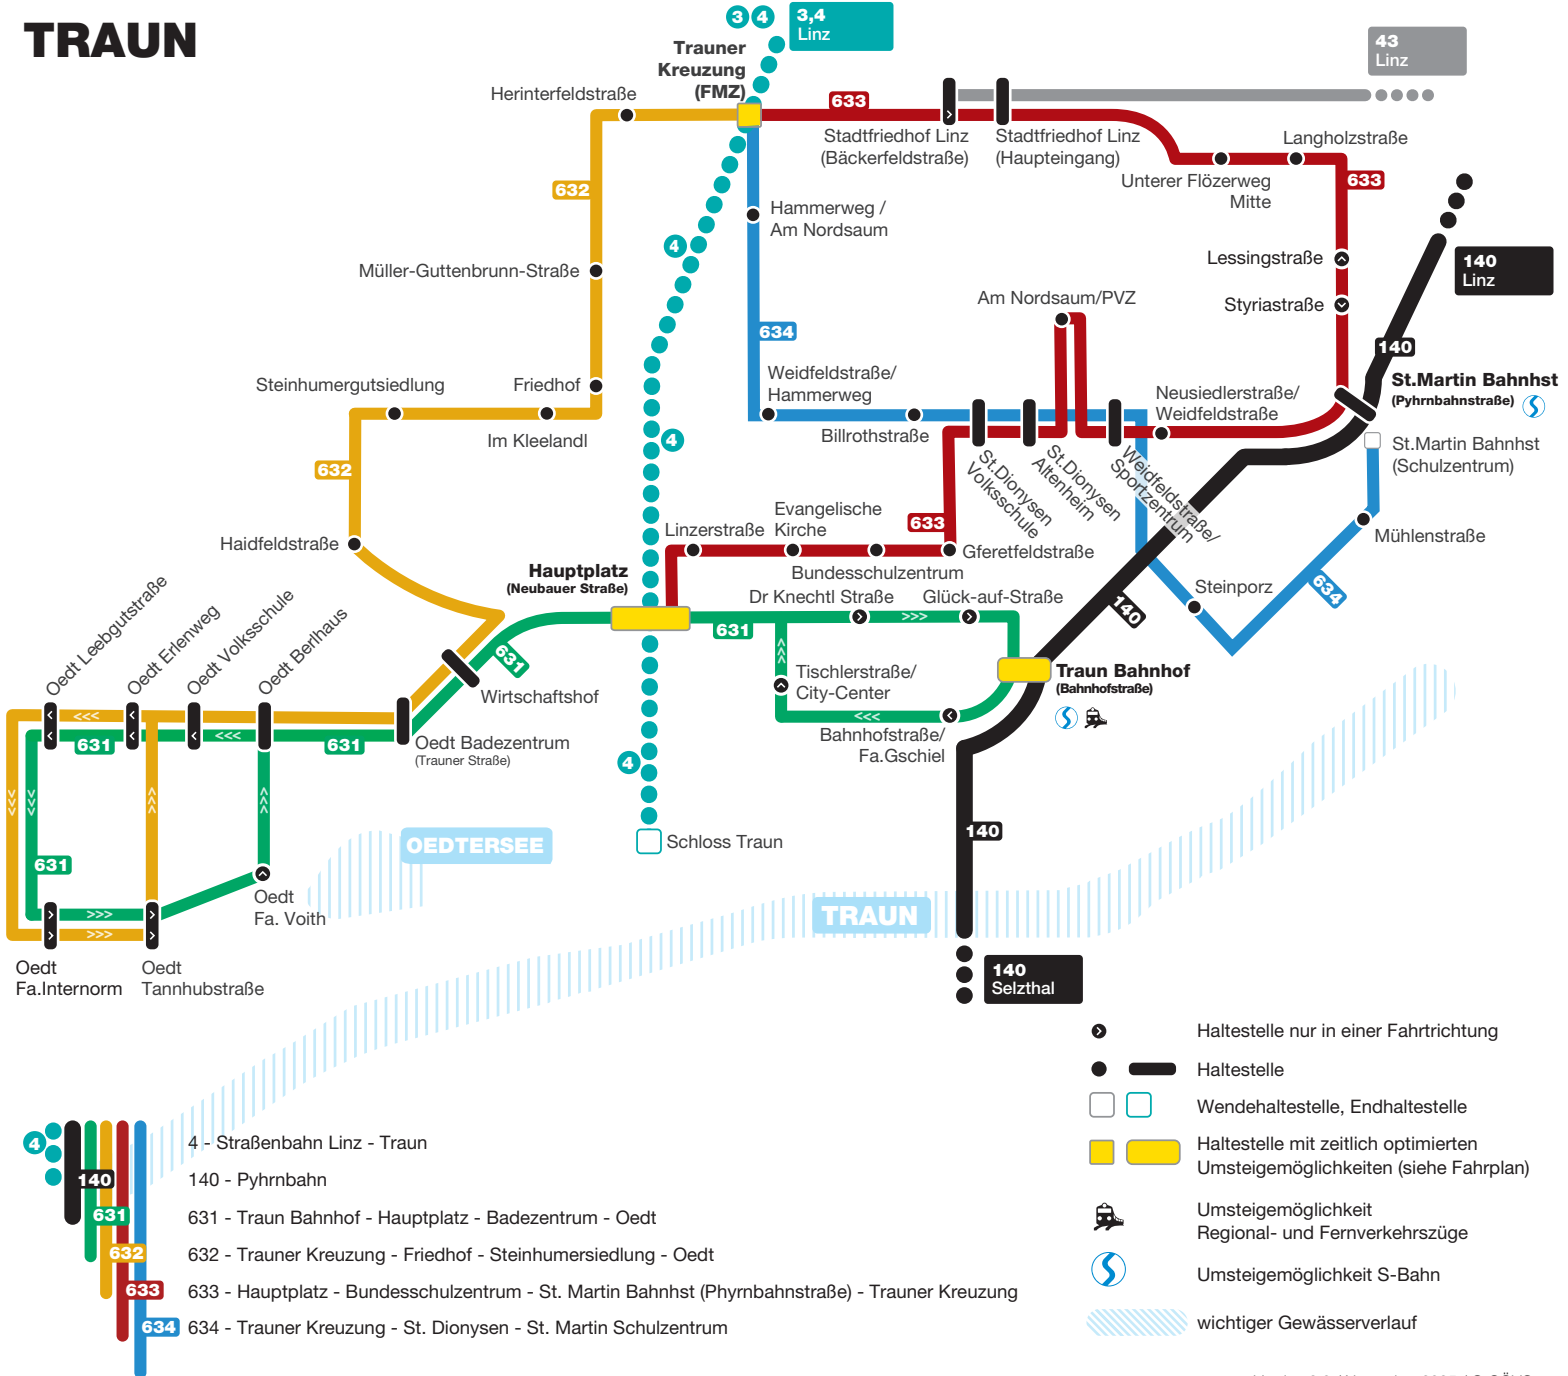 TRAUN
3 4
3,4
Linz
Trauner
Kreuzung
(FMZ)
43
Linz
Herinterfeldstraße
633
Stadtfriedhof Linz
(Bäckerfeldstraße)
Stadtfriedhof Linz
(Haupteingang)
Langholzstraße
Unterer Flözerweg
Mitte
633
632
Hammerweg /
Am Nordsaum
4
Müller-Guttenbrunn-Straße
Lessingstraße
Styriastraße
140
Linz
Am Nordsaum/PVZ
634
140
Steinhumergutsiedlung
Friedhof
Weidfeldstraße/
Hammerweg
Neusiedlerstraße/
Weidfeldstraße
St.Martin Bahnhst
(Pyhrnbahnstraße)
Im Kleelandl
4
Billrothstraße
St.Dionysen
Volksschule
St.Dionysen
Altenheim
Weidfeldstraße/
Sportzentrum
St.Martin Bahnhst
(Schulzentrum)
632
Linzerstraße
Evangelische
Kirche
633
Gferetfeldstraße
Mühlenstraße
Haidfeldstraße
Bundesschulzentrum
Hauptplatz
(Neubauer Straße)
Dr Knechtl Straße
Glück-auf-Straße
Steinporz
634
140
>>>
631
631
>>>
Oedt Leebgutstraße
Oedt Erlenweg
Oedt Volksschule
Oedt Berlhaus
Wirtschaftshof
Tischlerstraße/
City-Center
Traun Bahnhof
(Bahnhofstraße)
<<<
<<<
Bahnhofstraße/
Fa.Gschiel
<<<
631
631
Oedt Badezentrum
(Trauner Straße)
4
>>>
>>>
>>>
>>>
OEDTERSEE
Schloss Traun
140
631
Oedt
Fa. Voith
>>>
>>>
TRAUN
Oedt
Fa.Internorm
Oedt
Tannhubstraße
140
Selzthal
Haltestelle nur in einer Fahrtrichtung
Haltestelle
Wendehaltestelle, Endhaltestelle
Haltestelle mit zeitlich optimierten
Umsteigemöglichkeiten (siehe Fahrplan)
Umsteigemöglichkeit
Regional- und Fernverkehrszüge
Umsteigemöglichkeit S-Bahn
wichtiger Gewässerverlauf
4
4 - Straßenbahn Linz - Traun
140
140 - Pyhrnbahn
631
631 - Traun Bahnhof - Hauptplatz - Badezentrum - Oedt
632
632 - Trauner Kreuzung - Friedhof - Steinhumersiedlung - Oedt
633
633 - Hauptplatz - Bundesschulzentrum - St. Martin Bahnhst (Phyrnbahnstraße) - Trauner Kreuzung
634
634 - Trauner Kreuzung - St. Dionysen - St. Martin Schulzentrum